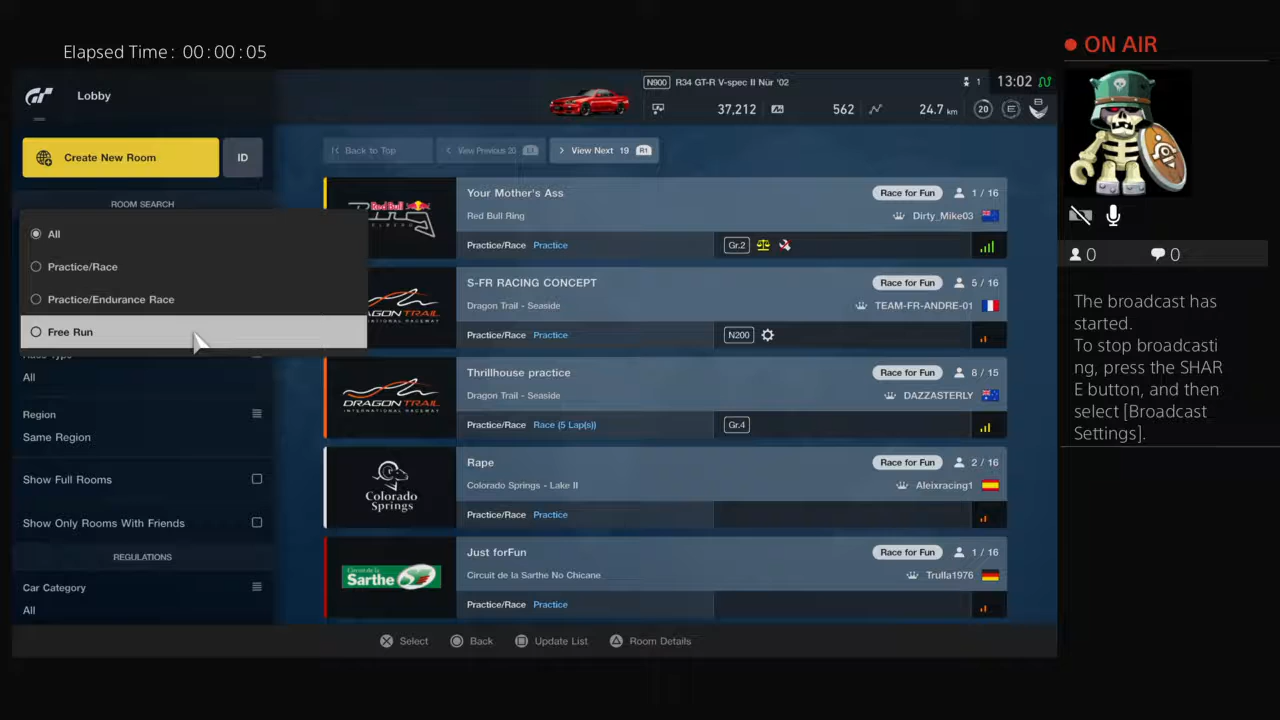 Elapsed Time: 00:00:05
ON AIR
Lobby
N900 R34 GT-R V-spec II Nür '02
1 13:02
37,212 562 24.7 km 20 E
Create New Room
ID
Back to Top
View Previous 20 L1
View Next 19 R1
ROOM SEARCH
All
Practice/Race
Practice/Endurance Race
Free Run
All
Region
Same Region
Show Full Rooms
Show Only Rooms With Friends
REGULATIONS
Car Category
All
Red Bull
Your Mother's Ass Race for Fun 1 / 16
Red Bull Ring Dirty_Mike03
Practice/Race Practice Gr.2
AGON TRAIL
S-FR RACING CONCEPT Race for Fun 5 / 16
Dragon Trail - Seaside TEAM-FR-ANDRE-01
Practice/Race Practice N200
DRAGON TRAIL
INTERNATIONAL RACEWAY
Thrillhouse practice Race for Fun 8 / 15
Dragon Trail - Seaside DAZZASTERLY
Practice/Race Race (5 Lap(s)) Gr.4
Colorado
Springs
Rape Race for Fun 2 / 16
Colorado Springs - Lake II Aleixracing1
Practice/Race Practice
Circuit de la
Sarthe
Just forFun Race for Fun 1 / 16
Circuit de la Sarthe No Chicane Trulla1976
Practice/Race Practice
Select Back Update List Room Details
0 0
The broadcast has
started.
To stop broadcasti
ng, press the SHAR
E button, and then
select [Broadcast
Settings].